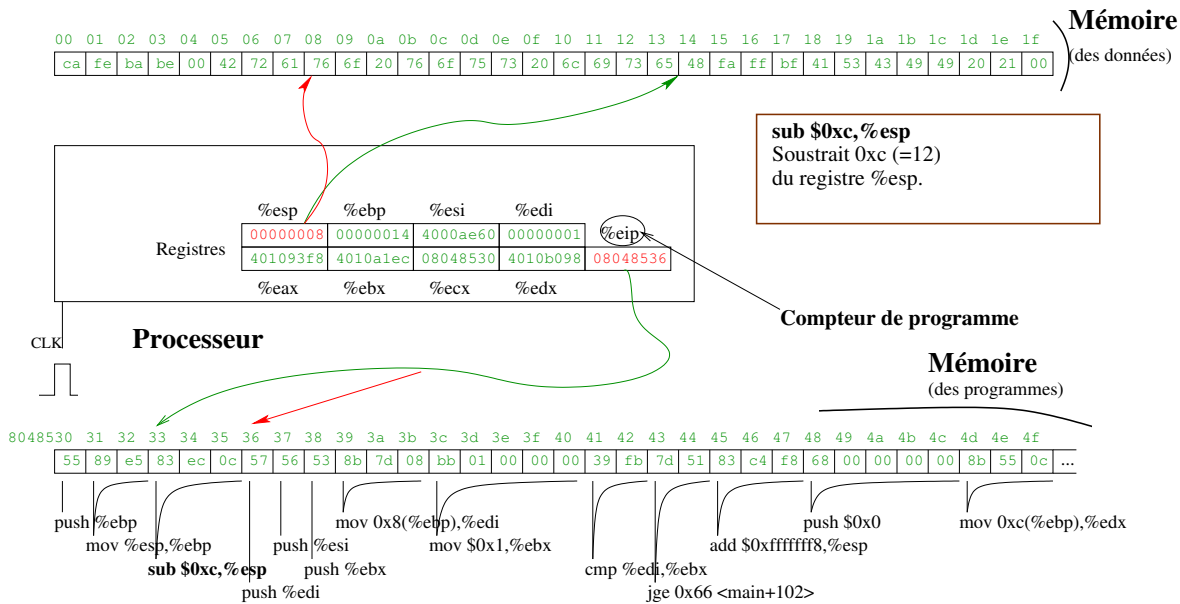 Mémoire
(des données)
00 01 02 03 04 05 06 07 08 09 0a 0b 0c 0d 0e 0f 10 11 12 13 14 15 16 17 18 19 1a 1b 1c 1d 1e 1f
ca fe ba be 00 42 72 61 76 6f 20 76 6f 75 73 20 6c 69 73 65 48 fa ff bf 41 53 43 49 49 20 21 00
sub $0xc,%esp
Soustrait 0xc (=12)
du registre %esp.
%esp %ebp %esi %edi
00000008 00000014 4000ae60 00000001 %eip
Registres
401093f8 4010a1ec 08048530 4010b098 08048536
%eax %ebx %ecx %edx
Compteur de programme
Processeur
CLK
Mémoire
(des programmes)
8048530 31 32 33 34 35 36 37 38 39 3a 3b 3c 3d 3e 3f 40 41 42 43 44 45 46 47 48 49 4a 4b 4c 4d 4e 4f
55 89 e5 83 ec 0c 57 56 53 8b 7d 08 bb 01 00 00 00 39 fb 7d 51 83 c4 f8 68 00 00 00 00 8b 55 0c ...
push %ebp mov 0x8(%ebp),%edi push $0x0 mov 0xc(%ebp),%edx
mov %esp,%ebp push %esi mov $0x1,%ebx add $0xfffffff8,%esp
sub $0xc,%esp push %ebx cmp %edi,%ebx
push %edi jge 0x66 <main+102>